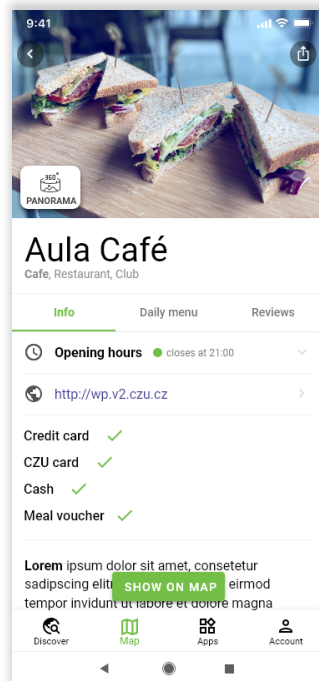 9:41
360°
PANORAMA
Aula Café
Cafe, Restaurant, Club
Info Daily menu Reviews
Opening hours closes at 21:00
http://wp.v2.czu.cz
Credit card
CZU card
Cash
Meal voucher
Lorem ipsum dolor sit amet, consetetur
sadipscing elitr eirmod
SHOW ON MAP
tempor invidunt ut labore et dolore magna
Discover Map Apps Account